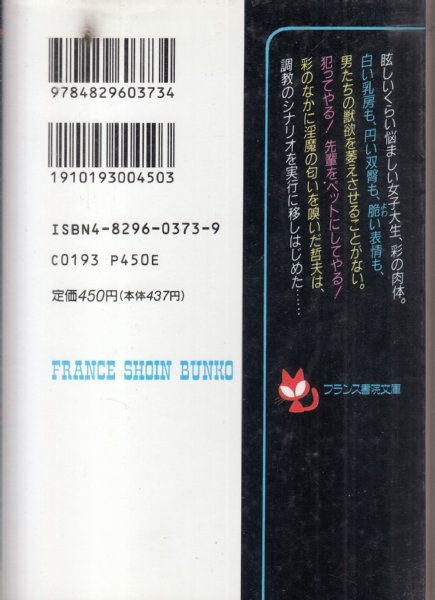 眩しいくらい悩ましい女子大生、彩の肉体。
白い乳房も、円い双臀も、脆い表情も、
よわ
男たちの獣欲を萎えさせることがない。
犯ってやる!先輩をペットにしてやる!
彩のなかに淫魔の匂いを嗅いだ哲夫は、
調教のシナリオを実行に移しはじめた……
フランス書院文庫
9784829603734
1910193004503
ISBN4-8296-0373-9
C0193 P450E
定価450円(本体437円)
FRANCE SHOIN BUNKO